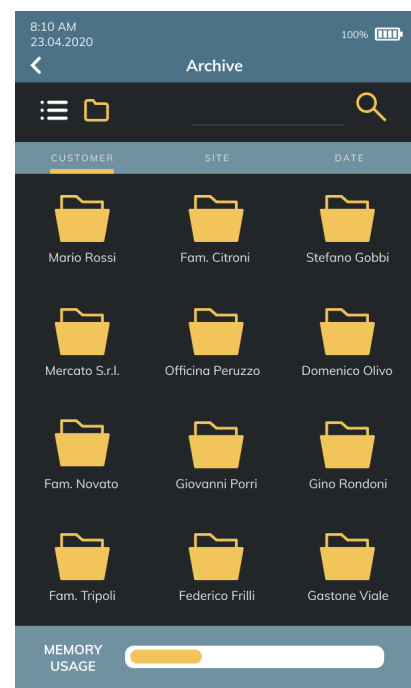 8:10 AM
23.04.2020
100%
Archive
CUSTOMER SITE DATE
Mario Rossi Fam. Citroni Stefano Gobbi
Mercato S.r.l. Officina Peruzzo Domenico Olivo
Fam. Novato Giovanni Porri Gino Rondoni
Fam. Tripoli Federico Frilli Gastone Viale
MEMORY
USAGE